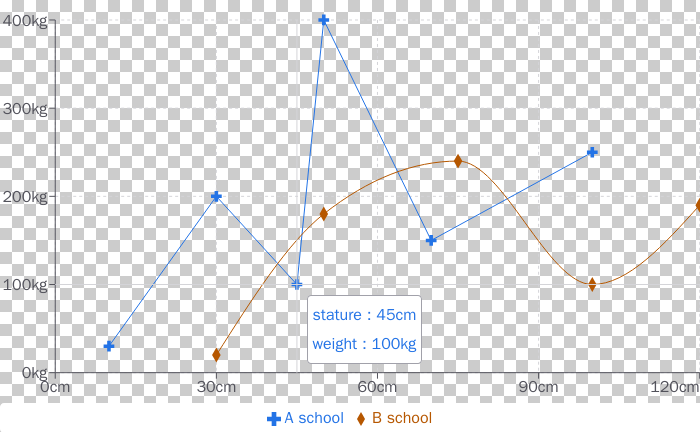 400kg
300kg
200kg
100kg
0kg
0cm 30cm 60cm 90cm 120cm
stature : 45cm
weight : 100kg
A school B school